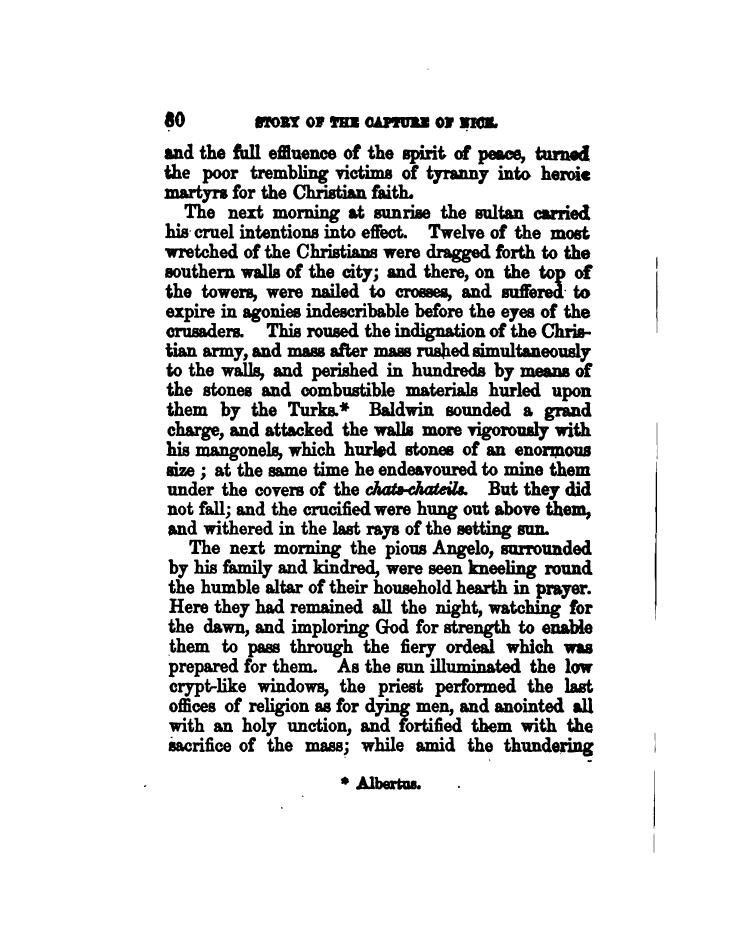 80 STORY OF THE CAPTURE OF NICE.
and the full effluence of the spirit of peace, turned
the poor trembling victims of tyranny into heroic
martyrs for the Christian faith.
The next morning at sunrise the sultan carried
his cruel intentions into effect. Twelve of the most
wretched of the Christians were dragged forth to the
southern walls of the city; and there, on the top of
the towers, were nailed to crosses, and suffered to
expire in agonies indescribable before the eyes of the
crusaders. This roused the indignation of the Chris-
tian army, and mass after mass rushed simultaneously
to the walls, and perished in hundreds by means of
the stones and combustible materials hurled upon
them by the Turks.* Baldwin sounded a grand
charge, and attacked the walls more vigorously with
his mangonels, which hurled stones of an enormous
size ; at the same time he endeavoured to mine them
under the covers of the chats-chateils. But they did
not fall; and the crucified were hung out above them,
and withered in the last rays of the setting sun.
The next morning the pious Angelo, surrounded
by his family and kindred, were seen kneeling round
the humble altar of their household hearth in prayer.
Here they had remained all the night, watching for
the dawn, and imploring God for strength to enable
them to pass through the fiery ordeal which was
prepared for them. As the sun illuminated the low
crypt-like windows, the priest performed the last
offices of religion as for dying men, and anointed all
with an holy unction, and fortified them with the
sacrifice of the mass; while amid the thundering
* Albertus.